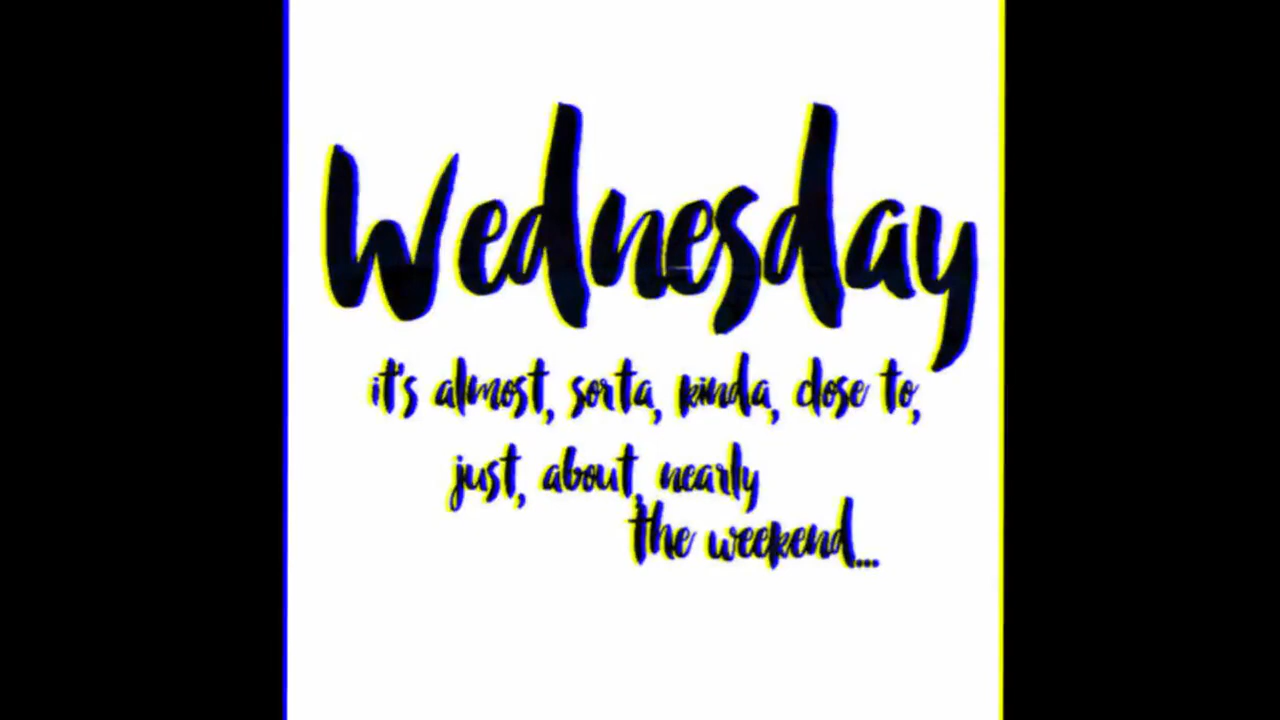 Wednesday
it's almost, sorta, kinda, close to,
just, about, nearly
the weekend...